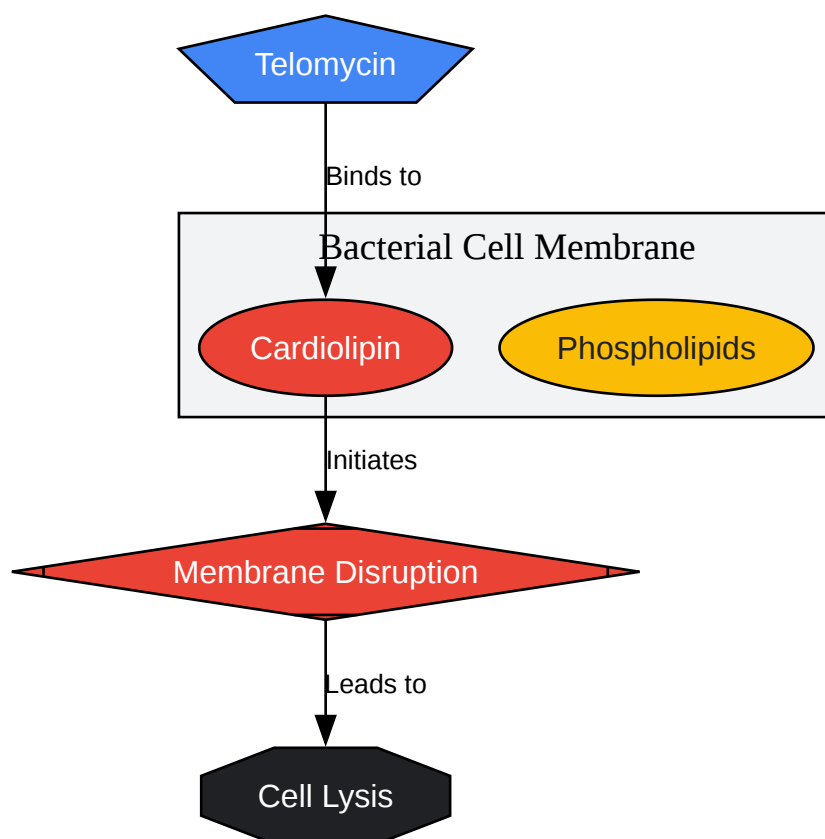 Telomycin
Binds to
Bacterial Cell Membrane
Cardiolipin
Phospholipids
Initiates
Membrane Disruption
Leads to
Cell Lysis